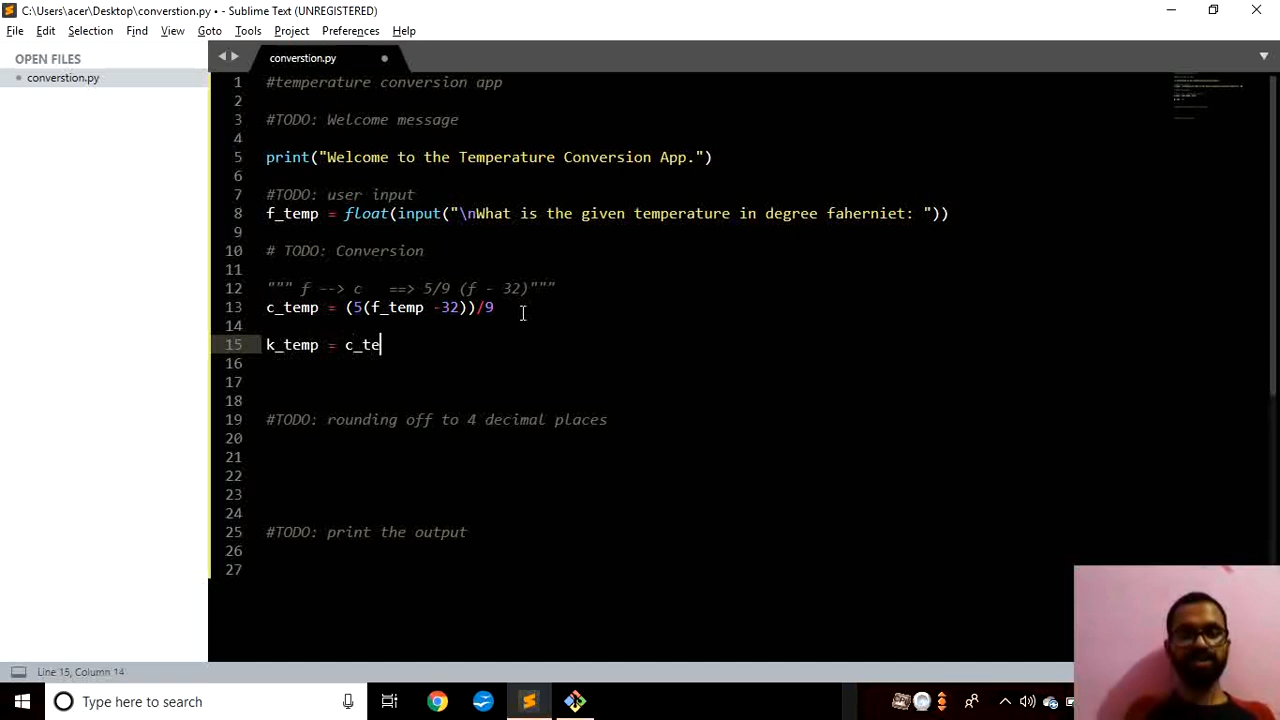 C:\Users\acer\Desktop\converstion.py • - Sublime Text (UNREGISTERED)
File Edit Selection Find View Goto Tools Project Preferences Help
OPEN FILES
converstion.py
converstion.py
1 #temperature conversion app
2
3 #TODO: Welcome message
4
5 print("Welcome to the Temperature Conversion App.")
6
7 #TODO: user input
8 f_temp = float(input("\nWhat is the given temperature in degree faherniet: "))
9
10 # TODO: Conversion
11
12 """ f --> c   ==> 5/9 (f - 32)"""
13 c_temp = (5(f_temp -32))/9
14
15 k_temp = c_te
16
17
18
19 #TODO: rounding off to 4 decimal places
20
21
22
23
24
25 #TODO: print the output
26
27
Line 15, Column 14
Type here to search